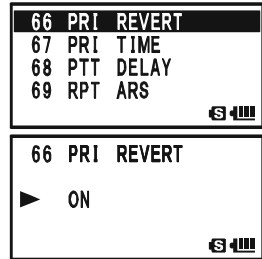 66 PRI REVERT
67 PRI TIME
68 PTT DELAY
69 RPT ARS
S
66 PRI REVERT
ON
S